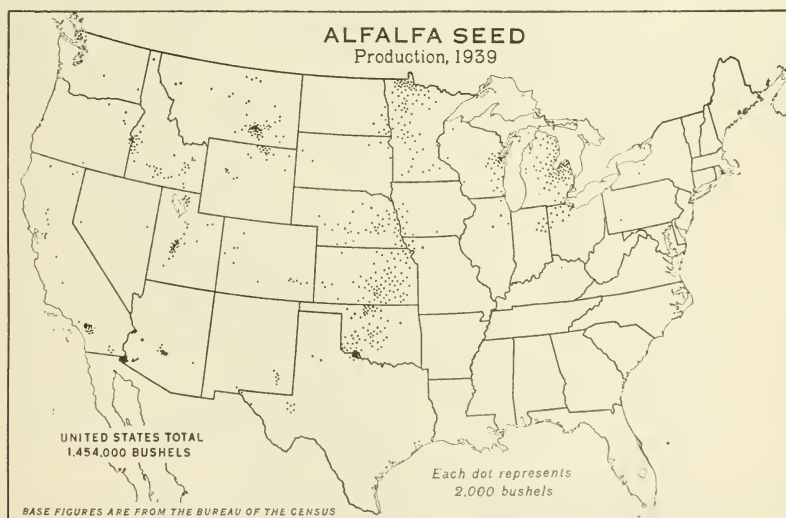 ALFALFA SEED
Production, 1939
UNITED STATES TOTAL
1,454,000 BUSHELS
Each dot represents
2,000 bushels
BASE FIGURES ARE FROM THE BUREAU OF THE CENSUS